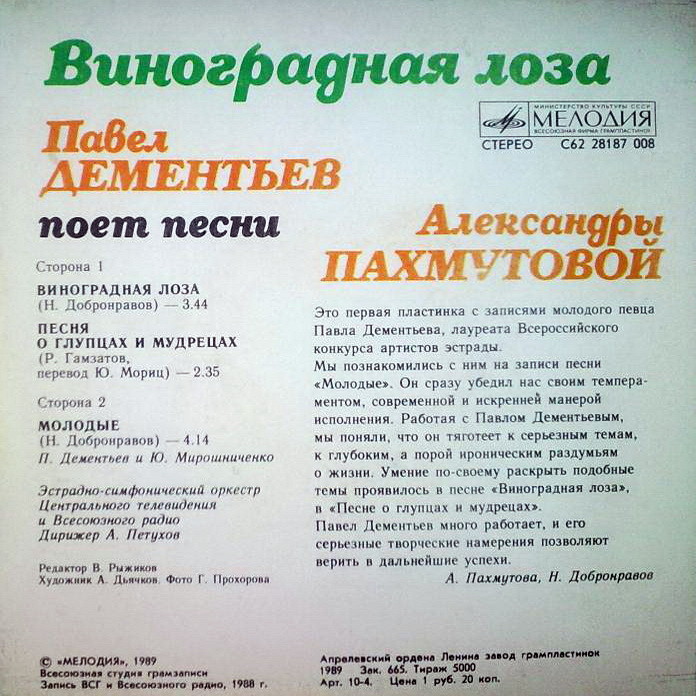 Виноградная лоза
МИНИСТЕРСТВО КУЛЬТУРЫ СССР
МЕЛОДИЯ
ВСЕСОЮЗНАЯ ФИРМА ГРАМПЛАСТИНОК
СТЕРЕО С62 28187 008
Павел
ДЕМЕНТЬЕВ
поет песни
Александры
ПАХМУТОВОЙ
Сторона 1
ВИНОГРАДНАЯ ЛОЗА
(Н. Добронравов) — 3.44
ПЕСНЯ
О ГЛУПЦАХ И МУДРЕЦАХ
(Р. Гамзатов,
перевод Ю. Мориц) — 2.35
Сторона 2
МОЛОДЫЕ
(Н. Добронравов) — 4.14
П. Дементьев и Ю. Мирошниченко
Эстрадно-симфонический оркестр
Центрального телевидения
и Всесоюзного радио
Дирижер А. Петухов
Редактор В. Рыжиков
Художник А. Дьячков. Фото Г. Прохорова
Это первая пластинка с записями молодого певца
Павла Дементьева, лауреата Всероссийского
конкурса артистов эстрады.
Мы познакомились с ним на записи песни
«Молодые». Он сразу убедил нас своим темпера-
ментом, современной и искренней манерой
исполнения. Работая с Павлом Дементьевым,
мы поняли, что он тяготеет к серьезным темам,
к глубоким, а порой ироническим раздумьям
о жизни. Умение по-своему раскрыть подобные
темы проявилось в песне «Виноградная лоза»,
в «Песне о глупцах и мудрецах».
Павел Дементьев много работает, и его
серьезные творческие намерения позволяют
верить в дальнейшие успехи.
А. Пахмутова, Н. Добронравов
© «МЕЛОДИЯ», 1989
Всесоюзная студия грамзаписи
Запись ВСГ и Всесоюзного радио, 1988 г.
Апрелевский ордена Ленина завод грампластинок
1989 Зак. 665. Тираж 5000
Арт. 10-4. Цена 1 руб. 20 коп.